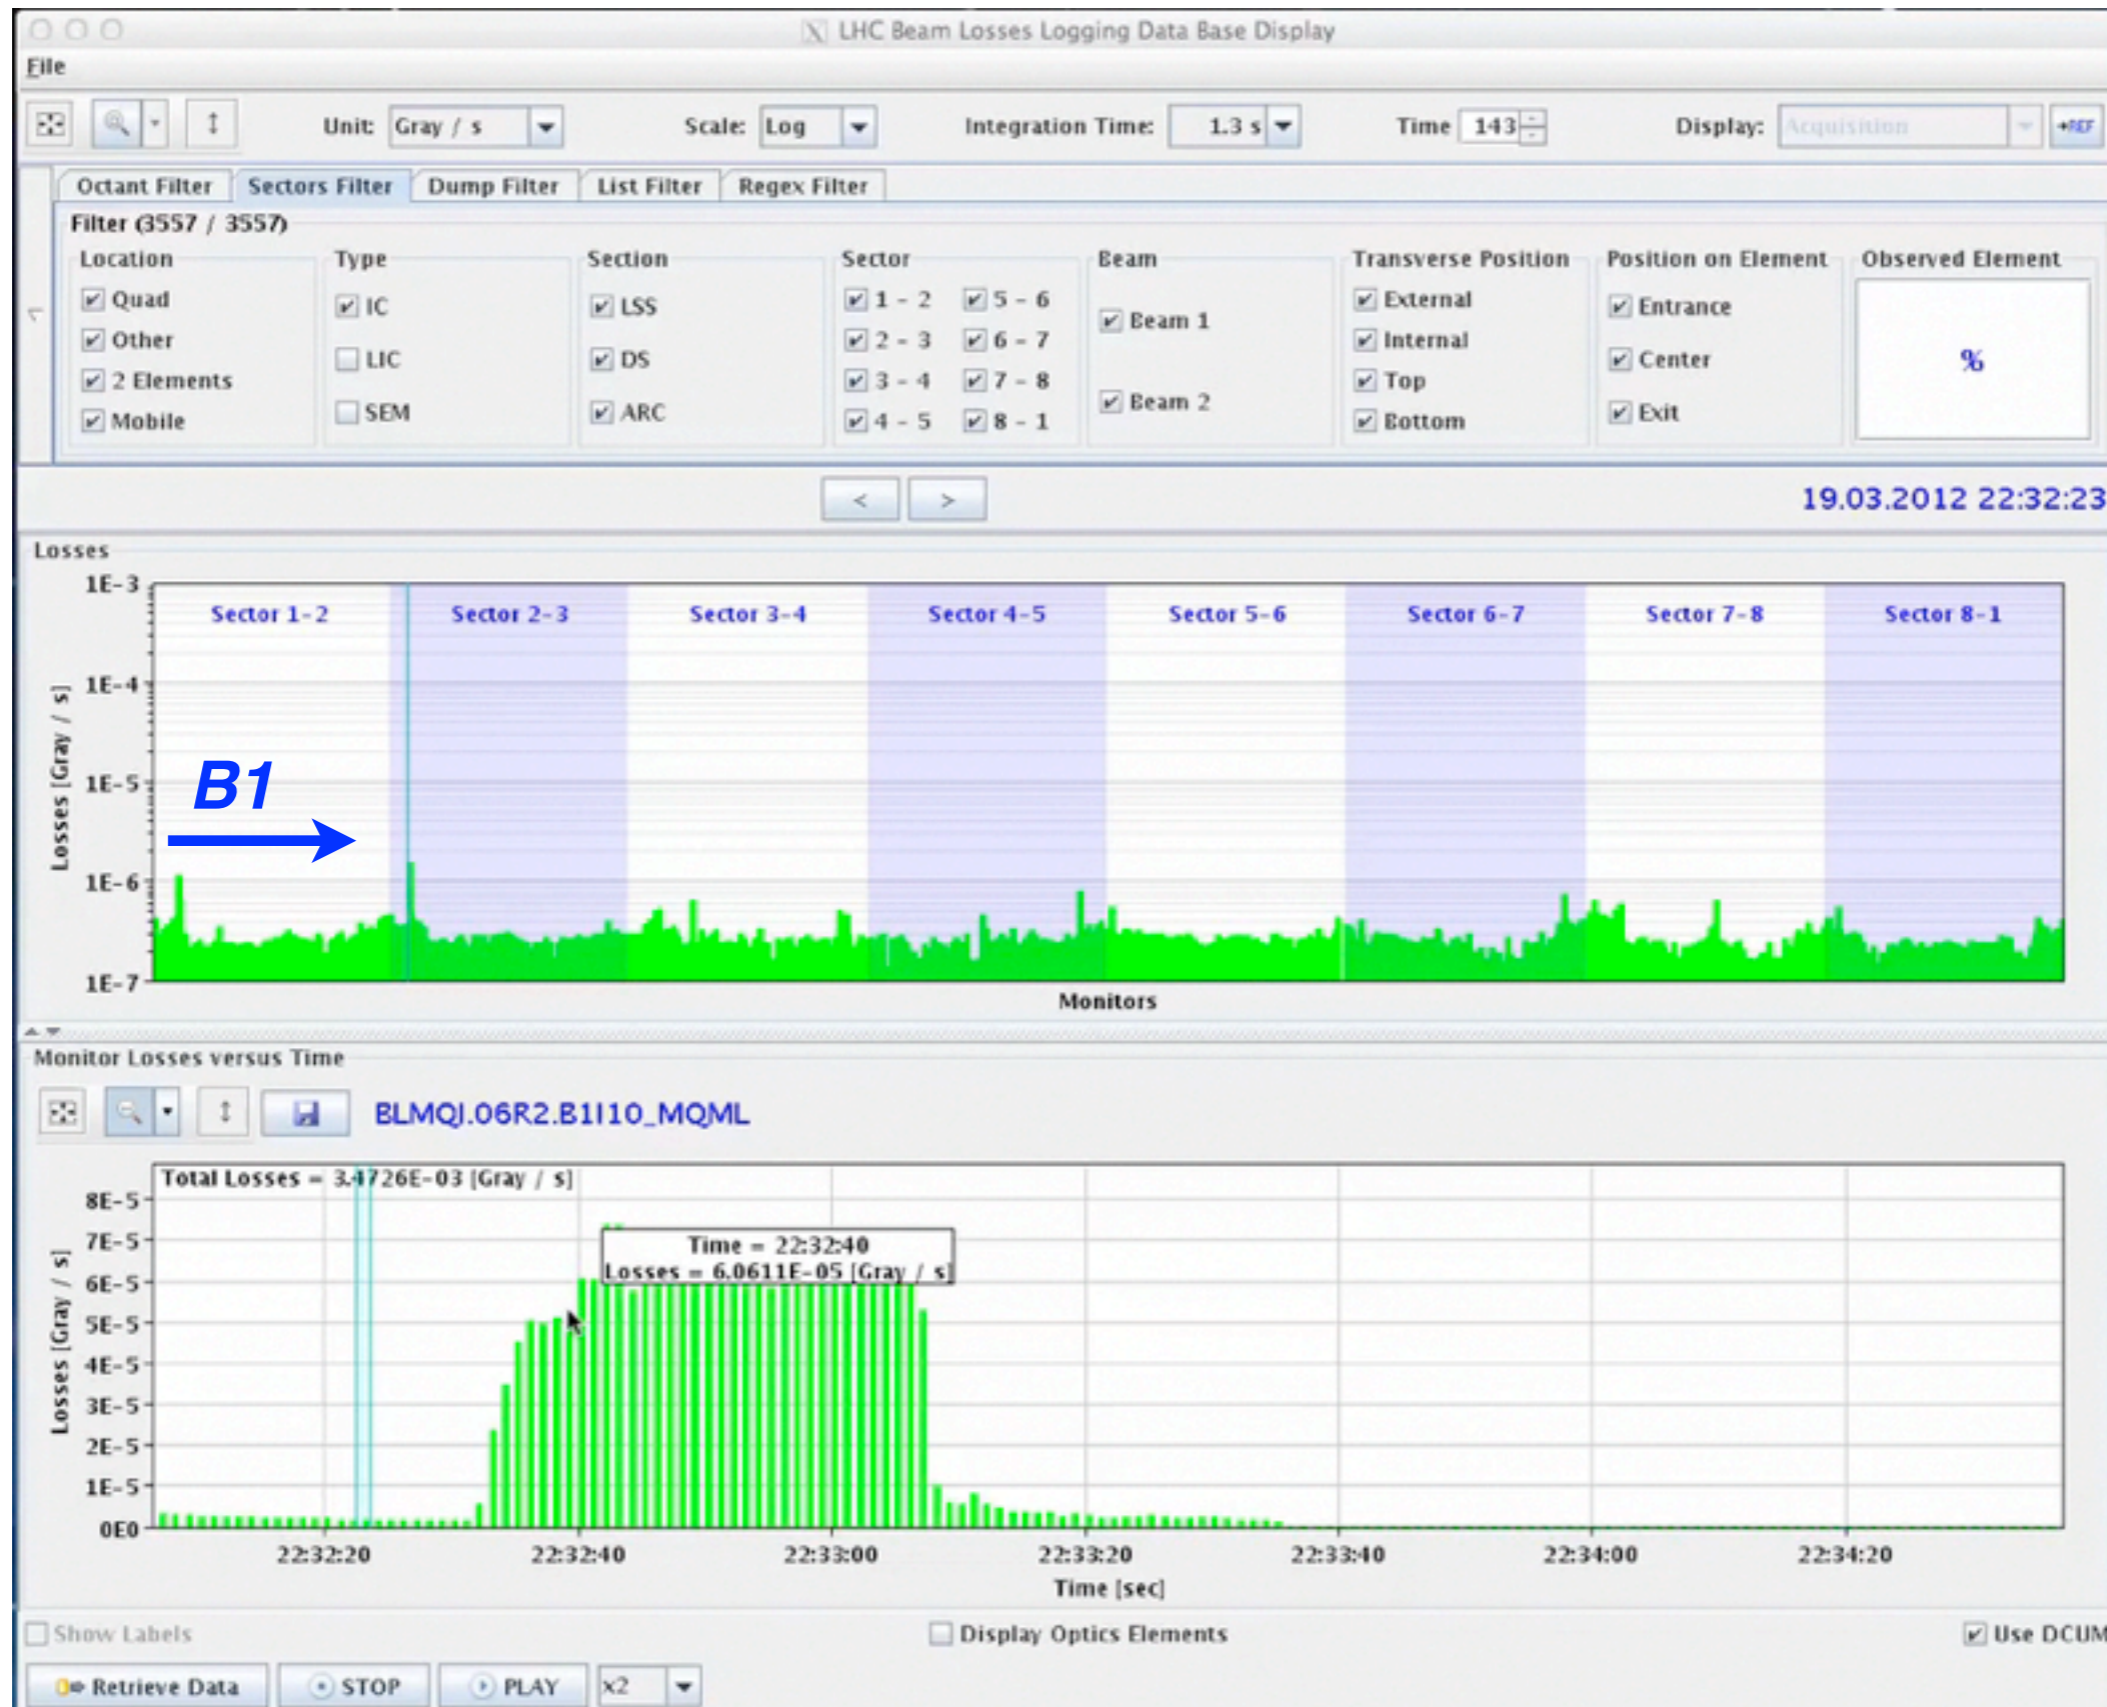 LHC Beam Losses Logging Data Base Display
File
Unit: Gray / s Scale: Log Integration Time: 1.3 s Time 143 Display: Acquisition →REF
Octant Filter Sectors Filter Dump Filter List Filter Regex Filter
Filter (3557 / 3557)
Location Type Section Sector Beam Transverse Position Position on Element Observed Element
Quad IC LSS 1 - 2 5 - 6 Beam 1 External Entrance %
Other LIC DS 2 - 3 6 - 7 Beam 2 Internal Center
2 Elements SEM ARC 3 - 4 7 - 8 Top Exit
Mobile 4 - 5 8 - 1 Bottom
< >
19.03.2012 22:32:23
Losses
1E-3
Sector 1-2 Sector 2-3 Sector 3-4 Sector 4-5 Sector 5-6 Sector 6-7 Sector 7-8 Sector 8-1
1E-4
B1
1E-5
1E-6
1E-7
Losses [Gray / s]
Monitors
Monitor Losses versus Time
BLMQI.06R2.B1I10_MQML
Total Losses = 3.4726E-03 [Gray / s]
8E-5
7E-5
Time = 22:32:40
Losses = 6.0611E-05 [Gray / s]
6E-5
5E-5
4E-5
3E-5
2E-5
1E-5
0E0
Losses [Gray / s]
22:32:20 22:32:40 22:33:00 22:33:20 22:33:40 22:34:00 22:34:20
Time [sec]
Show Labels Display Optics Elements Use DCUM
Retrieve Data STOP PLAY x2